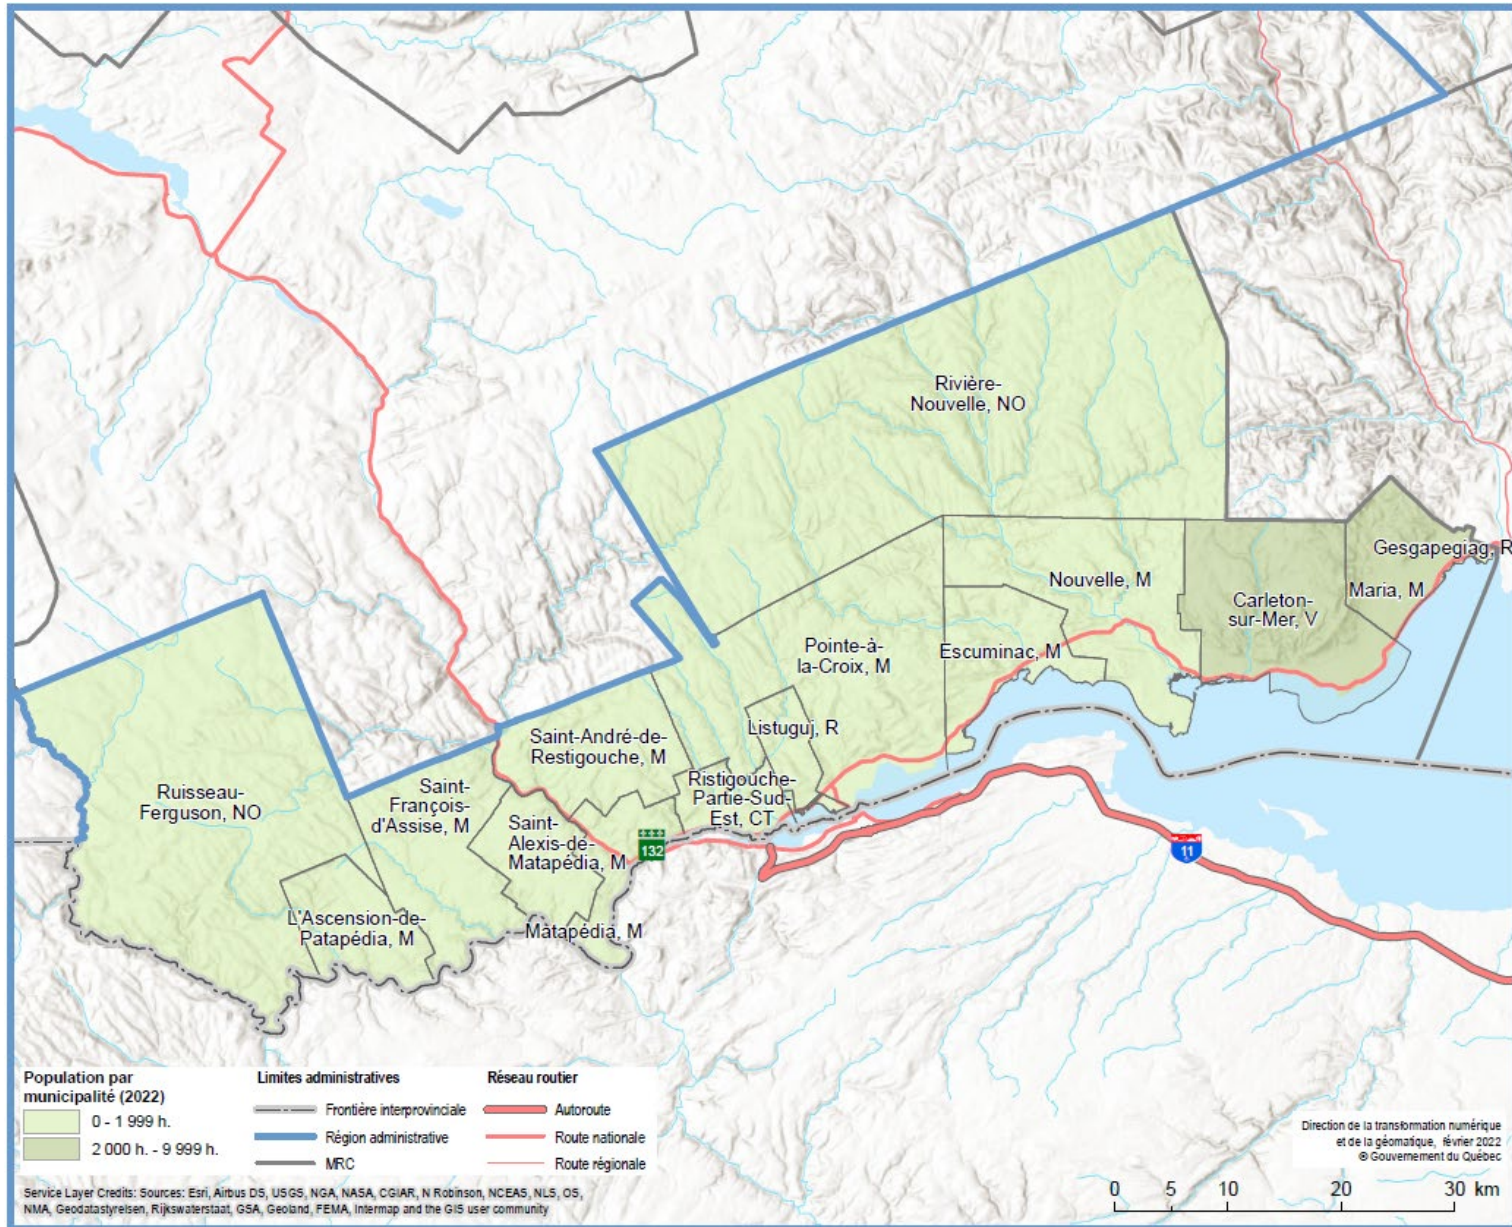 Rivière-
Nouvelle, NO
Gesgapegiag, R
Maria, M
Nouvelle, M
Carleton-
sur-Mer, V
Escuminac, M
Pointe-à-
la-Croix, M
Listuguj, R
Saint-André-de-
Restigouche, M
Ristigouche-
Partie-Sud-
Est, CT
Ruisseau-
Ferguson, NO
Saint-
François-
d'Assise, M
Saint-
Alexis-de-
Matapédia, M
132
11
L'Ascension-de-
Patapédia, M
Matapédia, M
Population par
municipalité (2022)
0 - 1 999 h.
2 000 h. - 9 999 h.
Limites administratives
Frontière interprovinciale
Région administrative
MRC
Réseau routier
Autoroute
Route nationale
Route régionale
Service Layer Credits: Sources: Esri, Airbus DS, USGS, NGA, NASA, CGIAR, N Robinson, NCEAS, NLS, OS,
NMA, Geodatastyrelsen, Rijkswaterstaat, GSA, Geoland, FEMA, Intermap and the GIS user community
Direction de la transformation numérique
et de la géomatique, février 2022
© Gouvernement du Québec
0 5 10 20 30 km